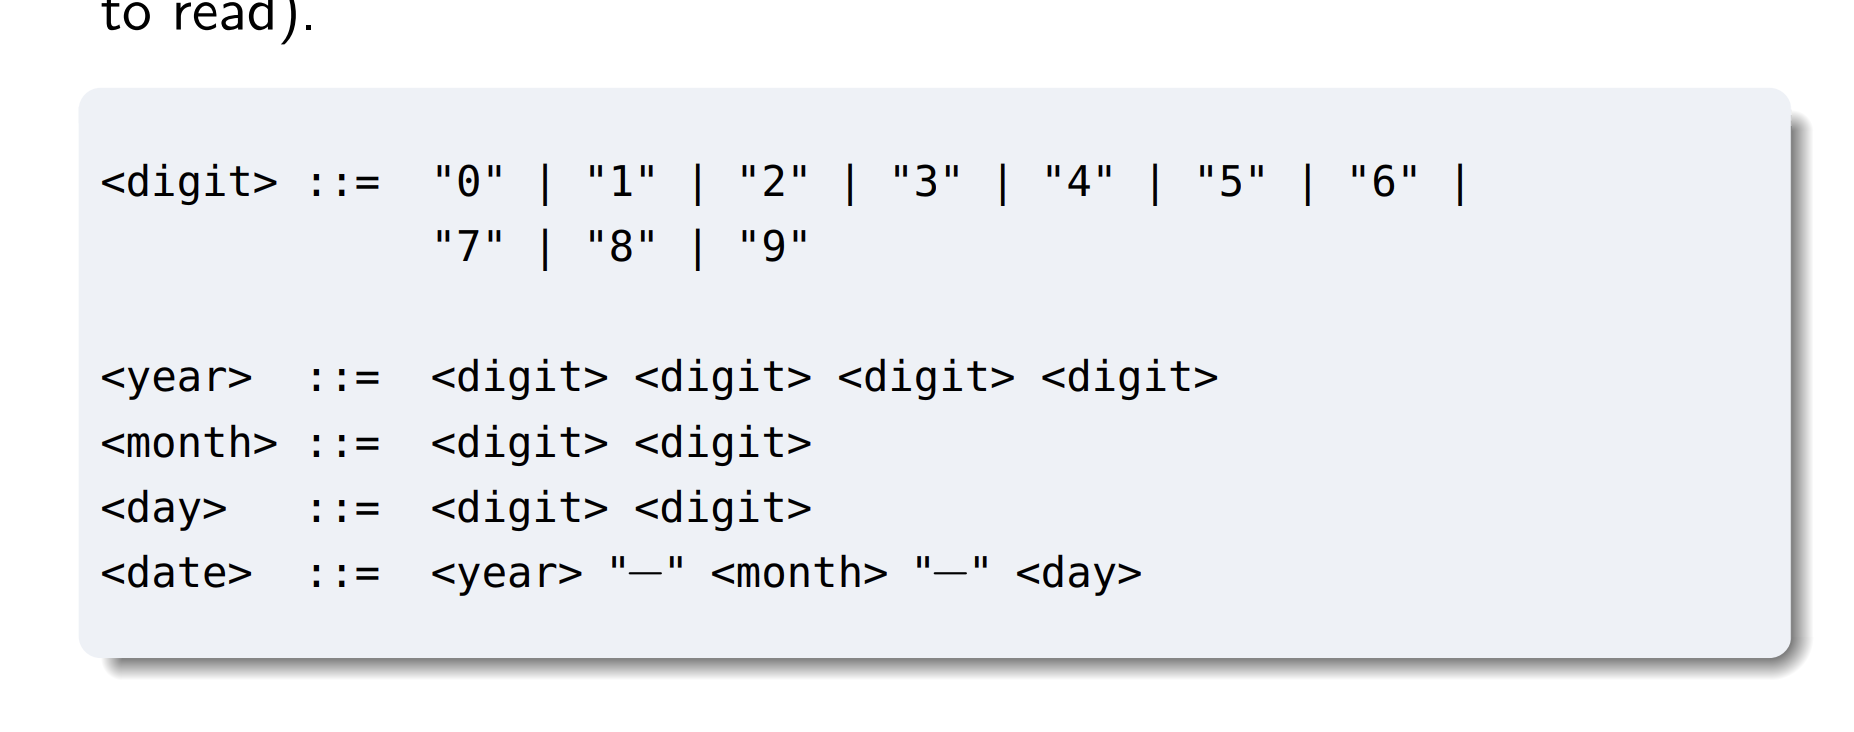 to read).
<digit> ::= "0" | "1" | "2" | "3" | "4" | "5" | "6" |
"7" | "8" | "9"
<year> ::= <digit> <digit> <digit> <digit>
<month> ::= <digit> <digit>
<day> ::= <digit> <digit>
<date> ::= <year> "—" <month> "—" <day>